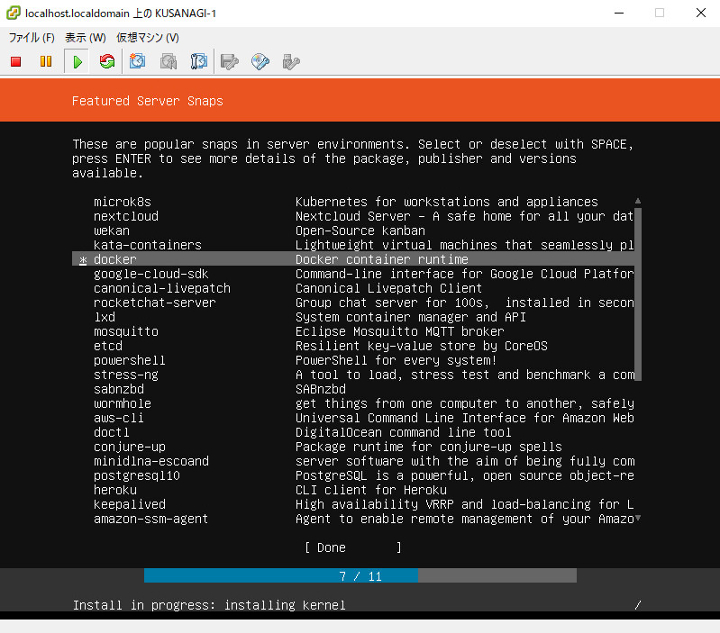 localhost.localdomain 上の KUSANAGI-1
ファイル(F) 表示(W) 仮想マシン(V)
Featured Server Snaps
These are popular snaps in server environments. Select or deselect with SPACE,
press ENTER to see more details of the package, publisher and versions
available.
microk8s Kubernetes for workstations and appliances
nextcloud Nextcloud Server - A safe home for all your dat
wekan Open-Source kanban
kata-containers Lightweight virtual machines that seamlessly pl
* docker Docker container runtime
google-cloud-sdk Command-line interface for Google Cloud Platfor
canonical-livepatch Canonical Livepatch Client
rocketchat-server Group chat server for 100s, installed in secon
lxd System container manager and API
mosquitto Eclipse Mosquitto MQTT broker
etcd Resilient key-value store by CoreOS
powershell PowerShell for every system!
stress-ng A tool to load, stress test and benchmark a com
sabnzbd SABnzbd
wormhole get things from one computer to another, safely
aws-cli Universal Command Line Interface for Amazon Web
doctl DigitalOcean command line tool
conjure-up Package runtime for conjure-up spells
minidlna-escoand server software with the aim of being fully com
postgresql10 PostgreSQL is a powerful, open source object-re
heroku CLI client for Heroku
keepalived High availability VRRP and load-balancing for L
amazon-ssm-agent Agent to enable remote management of your Amazo
[ Done ]
7 / 11
Install in progress: installing kernel /